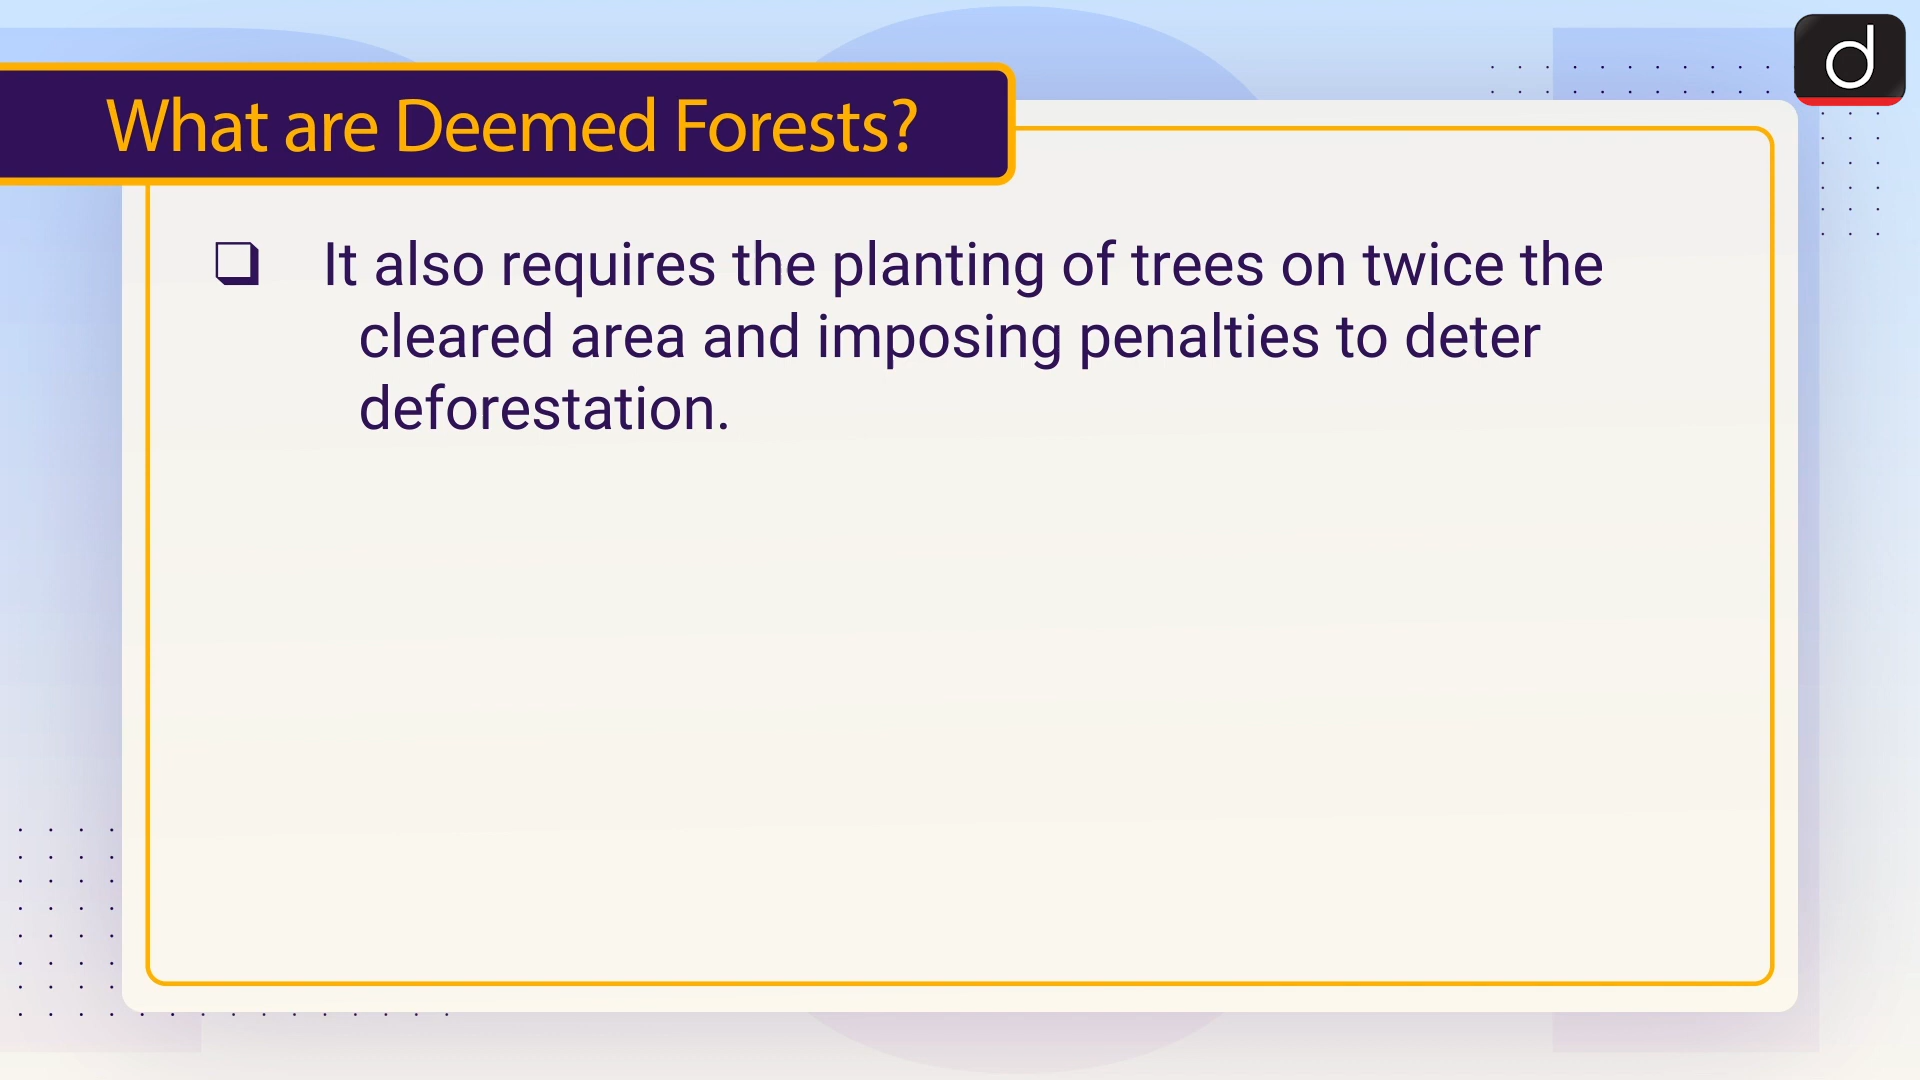 What are Deemed Forests?
d
❑ It also requires the planting of trees on twice the
cleared area and imposing penalties to deter
deforestation.